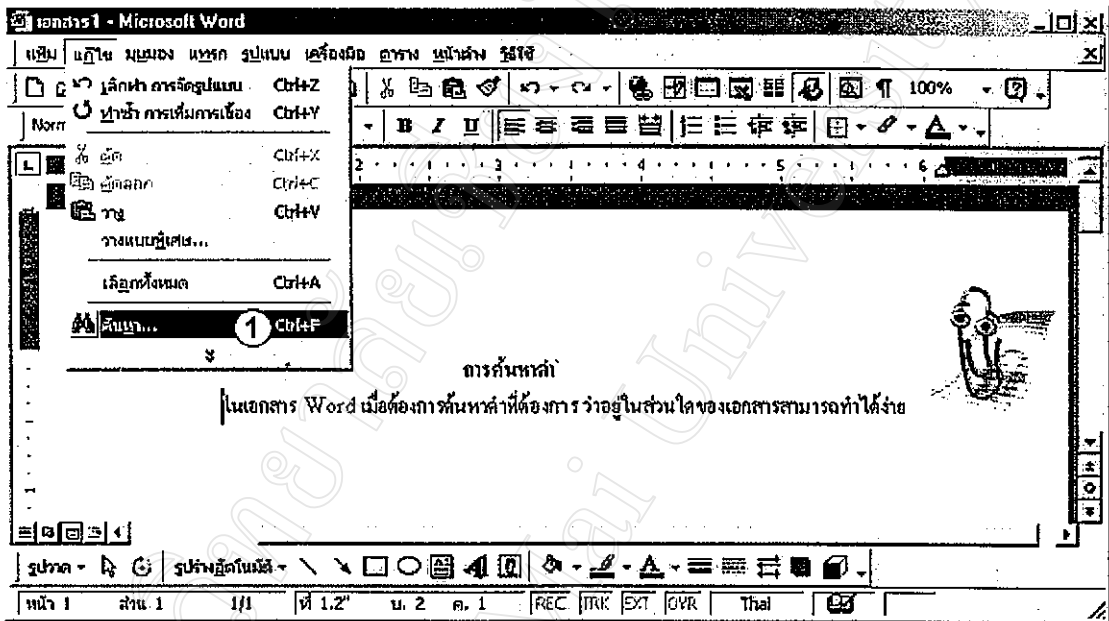 เอกสาร1 - Microsoft Word
แฟ้ม แก้ไข มุมมอง แทรก รูปแบบ เครื่องมือ ตาราง หน้าต่าง วิธีใช้
100%
เลิกทำ การจัดรูปแบบ Ctrl+Z
ทำซ้ำ การเพิ่มการเยื้อง Ctrl+Y
Norm B I U A
ตัด Ctrl+X
2 3 4 5 6
คัดลอก Ctrl+C
วาง Ctrl+V
วางแบบพิเศษ...
เลือกทั้งหมด Ctrl+A
ค้นหา... 1 Ctrl+F
การค้นหาคำ
ในเอกสาร Word เมื่อต้องการค้นหาคำที่ต้องการ ว่าอยู่ในส่วนใดของเอกสารสามารถทำได้ง่าย
รูปวาด รูปร่างอัตโนมัติ
หน้า 1 ส่วน 1 1/1 ที่ 1.2" บ. 2 ค. 1 REC TRK EXT OVR Thai